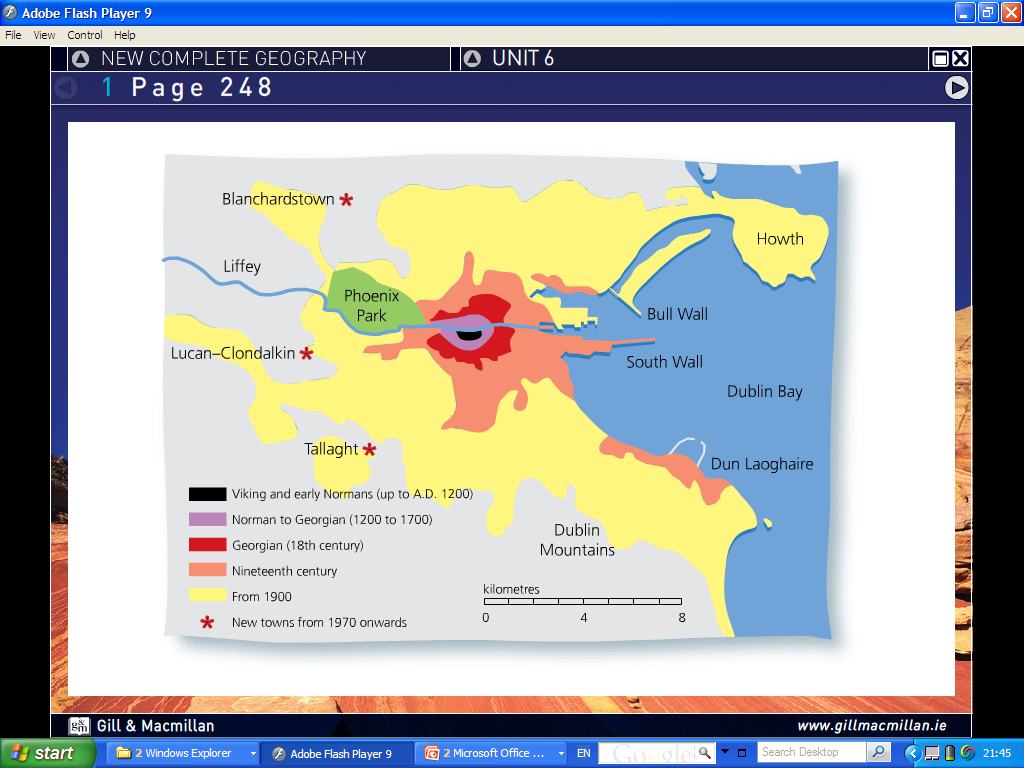 Adobe Flash Player 9
File View Control Help
NEW COMPLETE GEOGRAPHY
UNIT 6
1 Page 248
Blanchardstown
Howth
Liffey
Phoenix
Park
Bull Wall
Lucan–Clondalkin
South Wall
Dublin Bay
Tallaght
Dun Laoghaire
Viking and early Normans (up to A.D. 1200)
Norman to Georgian (1200 to 1700)
Dublin
Mountains
Georgian (18th century)
Nineteenth century
kilometres
From 1900
0 4 8
New towns from 1970 onwards
g&m Gill & Macmillan
www.gillmacmillan.ie
start
2 Windows Explorer
Adobe Flash Player 9
2 Microsoft Office ...
EN
Google
Search Desktop
21:45